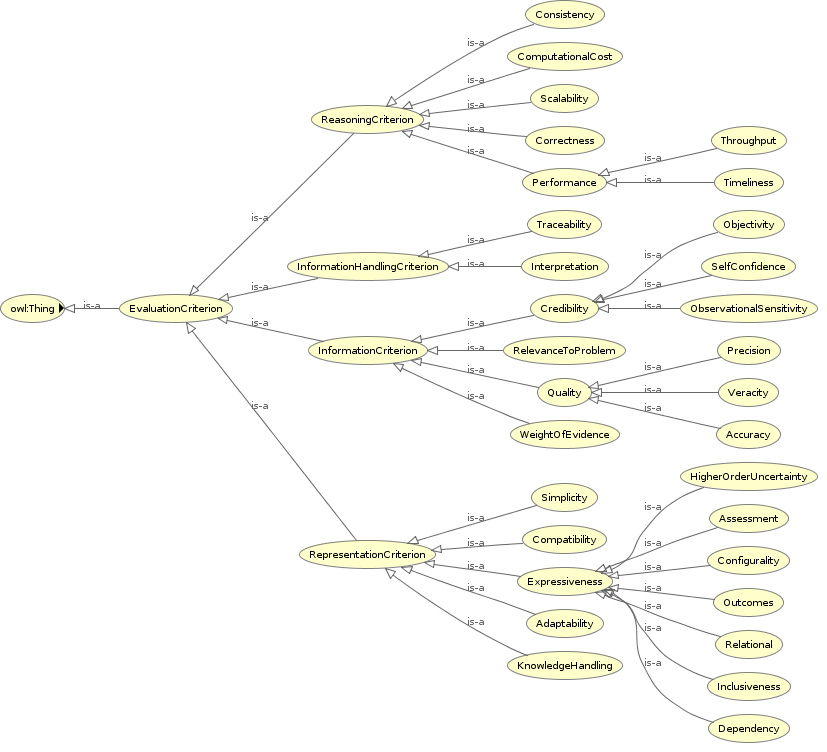 Consistency
is-a
ComputationalCost
is-a
Scalability
is-a
ReasoningCriterion
is-a
Correctness
is-a
Throughput
is-a
Performance
is-a
Timeliness
is-a
Traceability
is-a
Objectivity
is-a
InformationHandlingCriterion
is-a
Interpretation
SelfConfidence
is-a
is-a
owl:Thing
is-a
EvaluationCriterion
is-a
Credibility
is-a
ObservationalSensitivity
is-a
InformationCriterion
is-a
RelevanceToProblem
Precision
is-a
is-a
Quality
is-a
Veracity
is-a
is-a
WeightOfEvidence
is-a
Accuracy
HigherOrderUncertainty
Simplicity
is-a
is-a
Assessment
is-a
Compatibility
is-a
RepresentationCriterion
is-a
Configurality
is-a
Expressiveness
is-a
Outcomes
is-a
Adaptability
is-a
is-a
Relational
KnowledgeHandling
is-a
Inclusiveness
Dependency